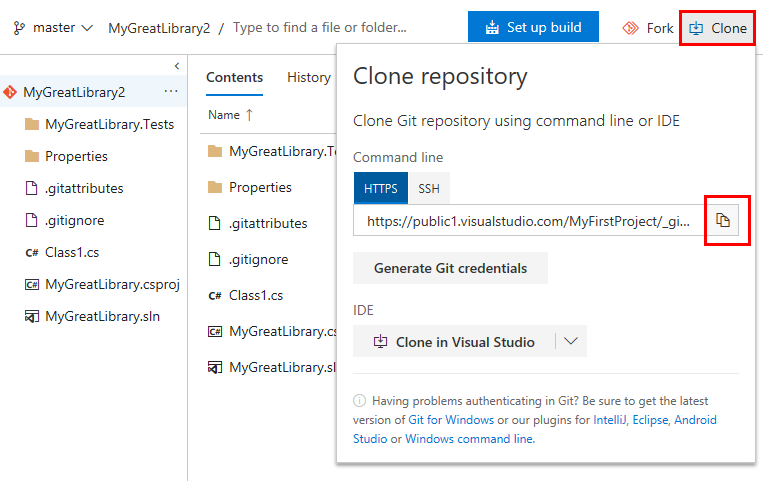 master
MyGreatLibrary2 / Type to find a file or folder...
Set up build
Fork
Clone
MyGreatLibrary2 ...
MyGreatLibrary.Tests
Properties
.gitattributes
.gitignore
C# Class1.cs
C# MyGreatLibrary.csproj
MyGreatLibrary.sln
Contents History
Name ↑
MyGreatLibrary.T
Properties
.gitattributes
.gitignore
C# Class1.cs
C# MyGreatLibrary.cs
MyGreatLibrary.sl
Clone repository
Clone Git repository using command line or IDE
Command line
HTTPS SSH
https://public1.visualstudio.com/MyFirstProject/_gi...
Generate Git credentials
IDE
Clone in Visual Studio
Having problems authenticating in Git? Be sure to get the latest
version of Git for Windows or our plugins for IntelliJ, Eclipse, Android
Studio or Windows command line.